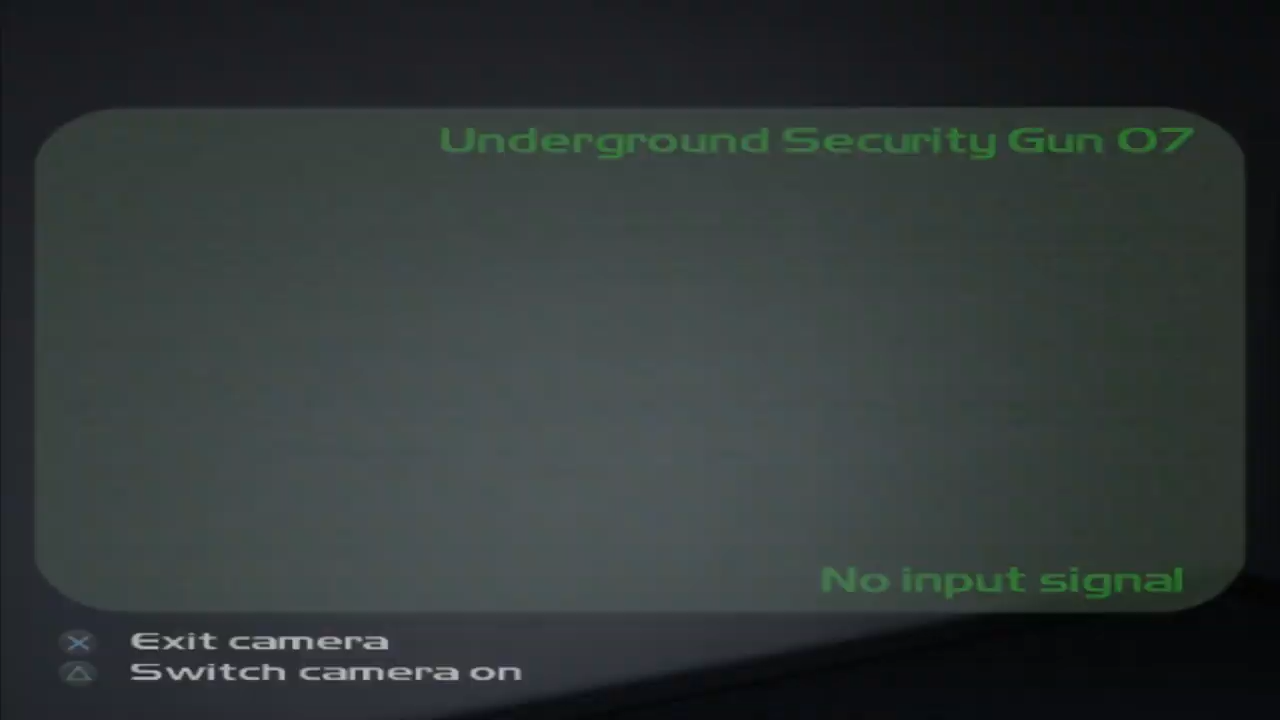 Underground Security Gun 07
No input signal
Exit camera
Switch camera on